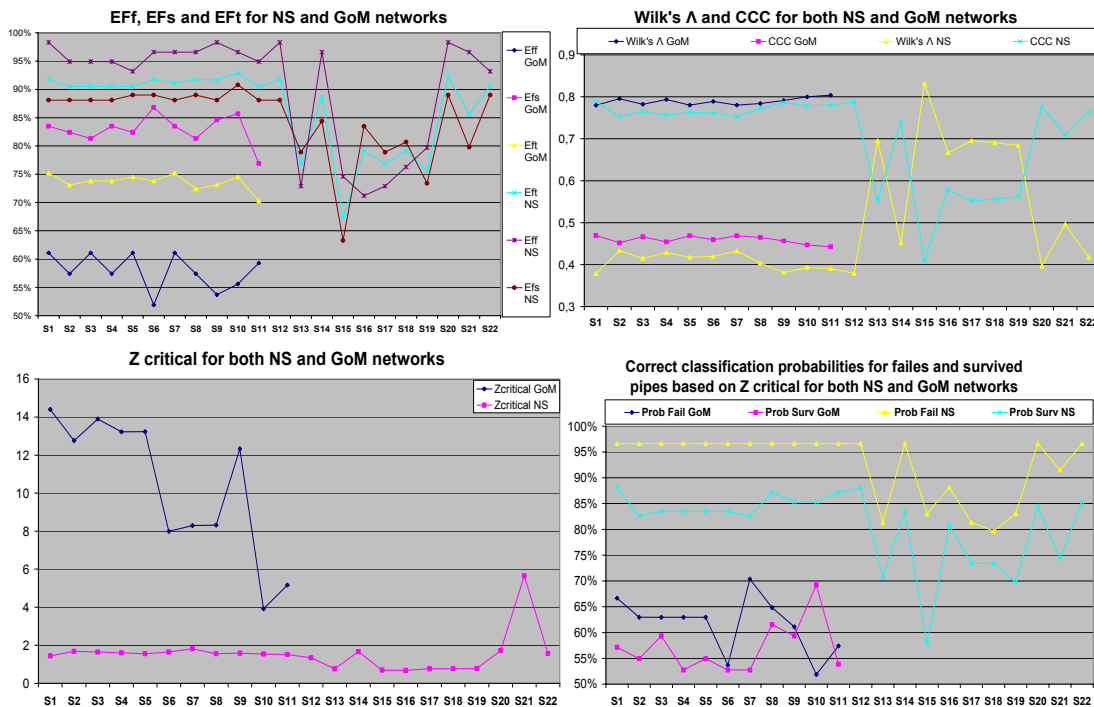 EFf, EFs and EFt for NS and GoM networks
100%
95%
90%
85%
80%
75%
70%
65%
60%
55%
50%
S1 S2 S3 S4 S5 S6 S7 S8 S9 S10 S11 S12 S13 S14 S15 S16 S17 S18 S19 S20 S21 S22
Eff
GoM
Efs
GoM
Eft
GoM
Eft
NS
Eff
NS
Efs
NS
Wilk's Λ and CCC for both NS and GoM networks
Wilk's Λ GoM CCC GoM Wilk's Λ NS CCC NS
0,9
0,8
0,7
0,6
0,5
0,4
0,3
S1 S2 S3 S4 S5 S6 S7 S8 S9 S10 S11 S12 S13 S14 S15 S16 S17 S18 S19 S20 S21 S22
Z critical for both NS and GoM networks
Zcritical GoM
Zcritical NS
16
14
12
10
8
6
4
2
0
S1 S2 S3 S4 S5 S6 S7 S8 S9 S10 S11 S12 S13 S14 S15 S16 S17 S18 S19 S20 S21 S22
Correct classification probabilities for failes and survived
pipes based on Z critical for both NS and GoM networks
Prob Fail GoM Prob Surv GoM Prob Fail NS Prob Surv NS
100%
95%
90%
85%
80%
75%
70%
65%
60%
55%
50%
S1 S2 S3 S4 S5 S6 S7 S8 S9 S10 S11 S12 S13 S14 S15 S16 S17 S18 S19 S20 S21 S22